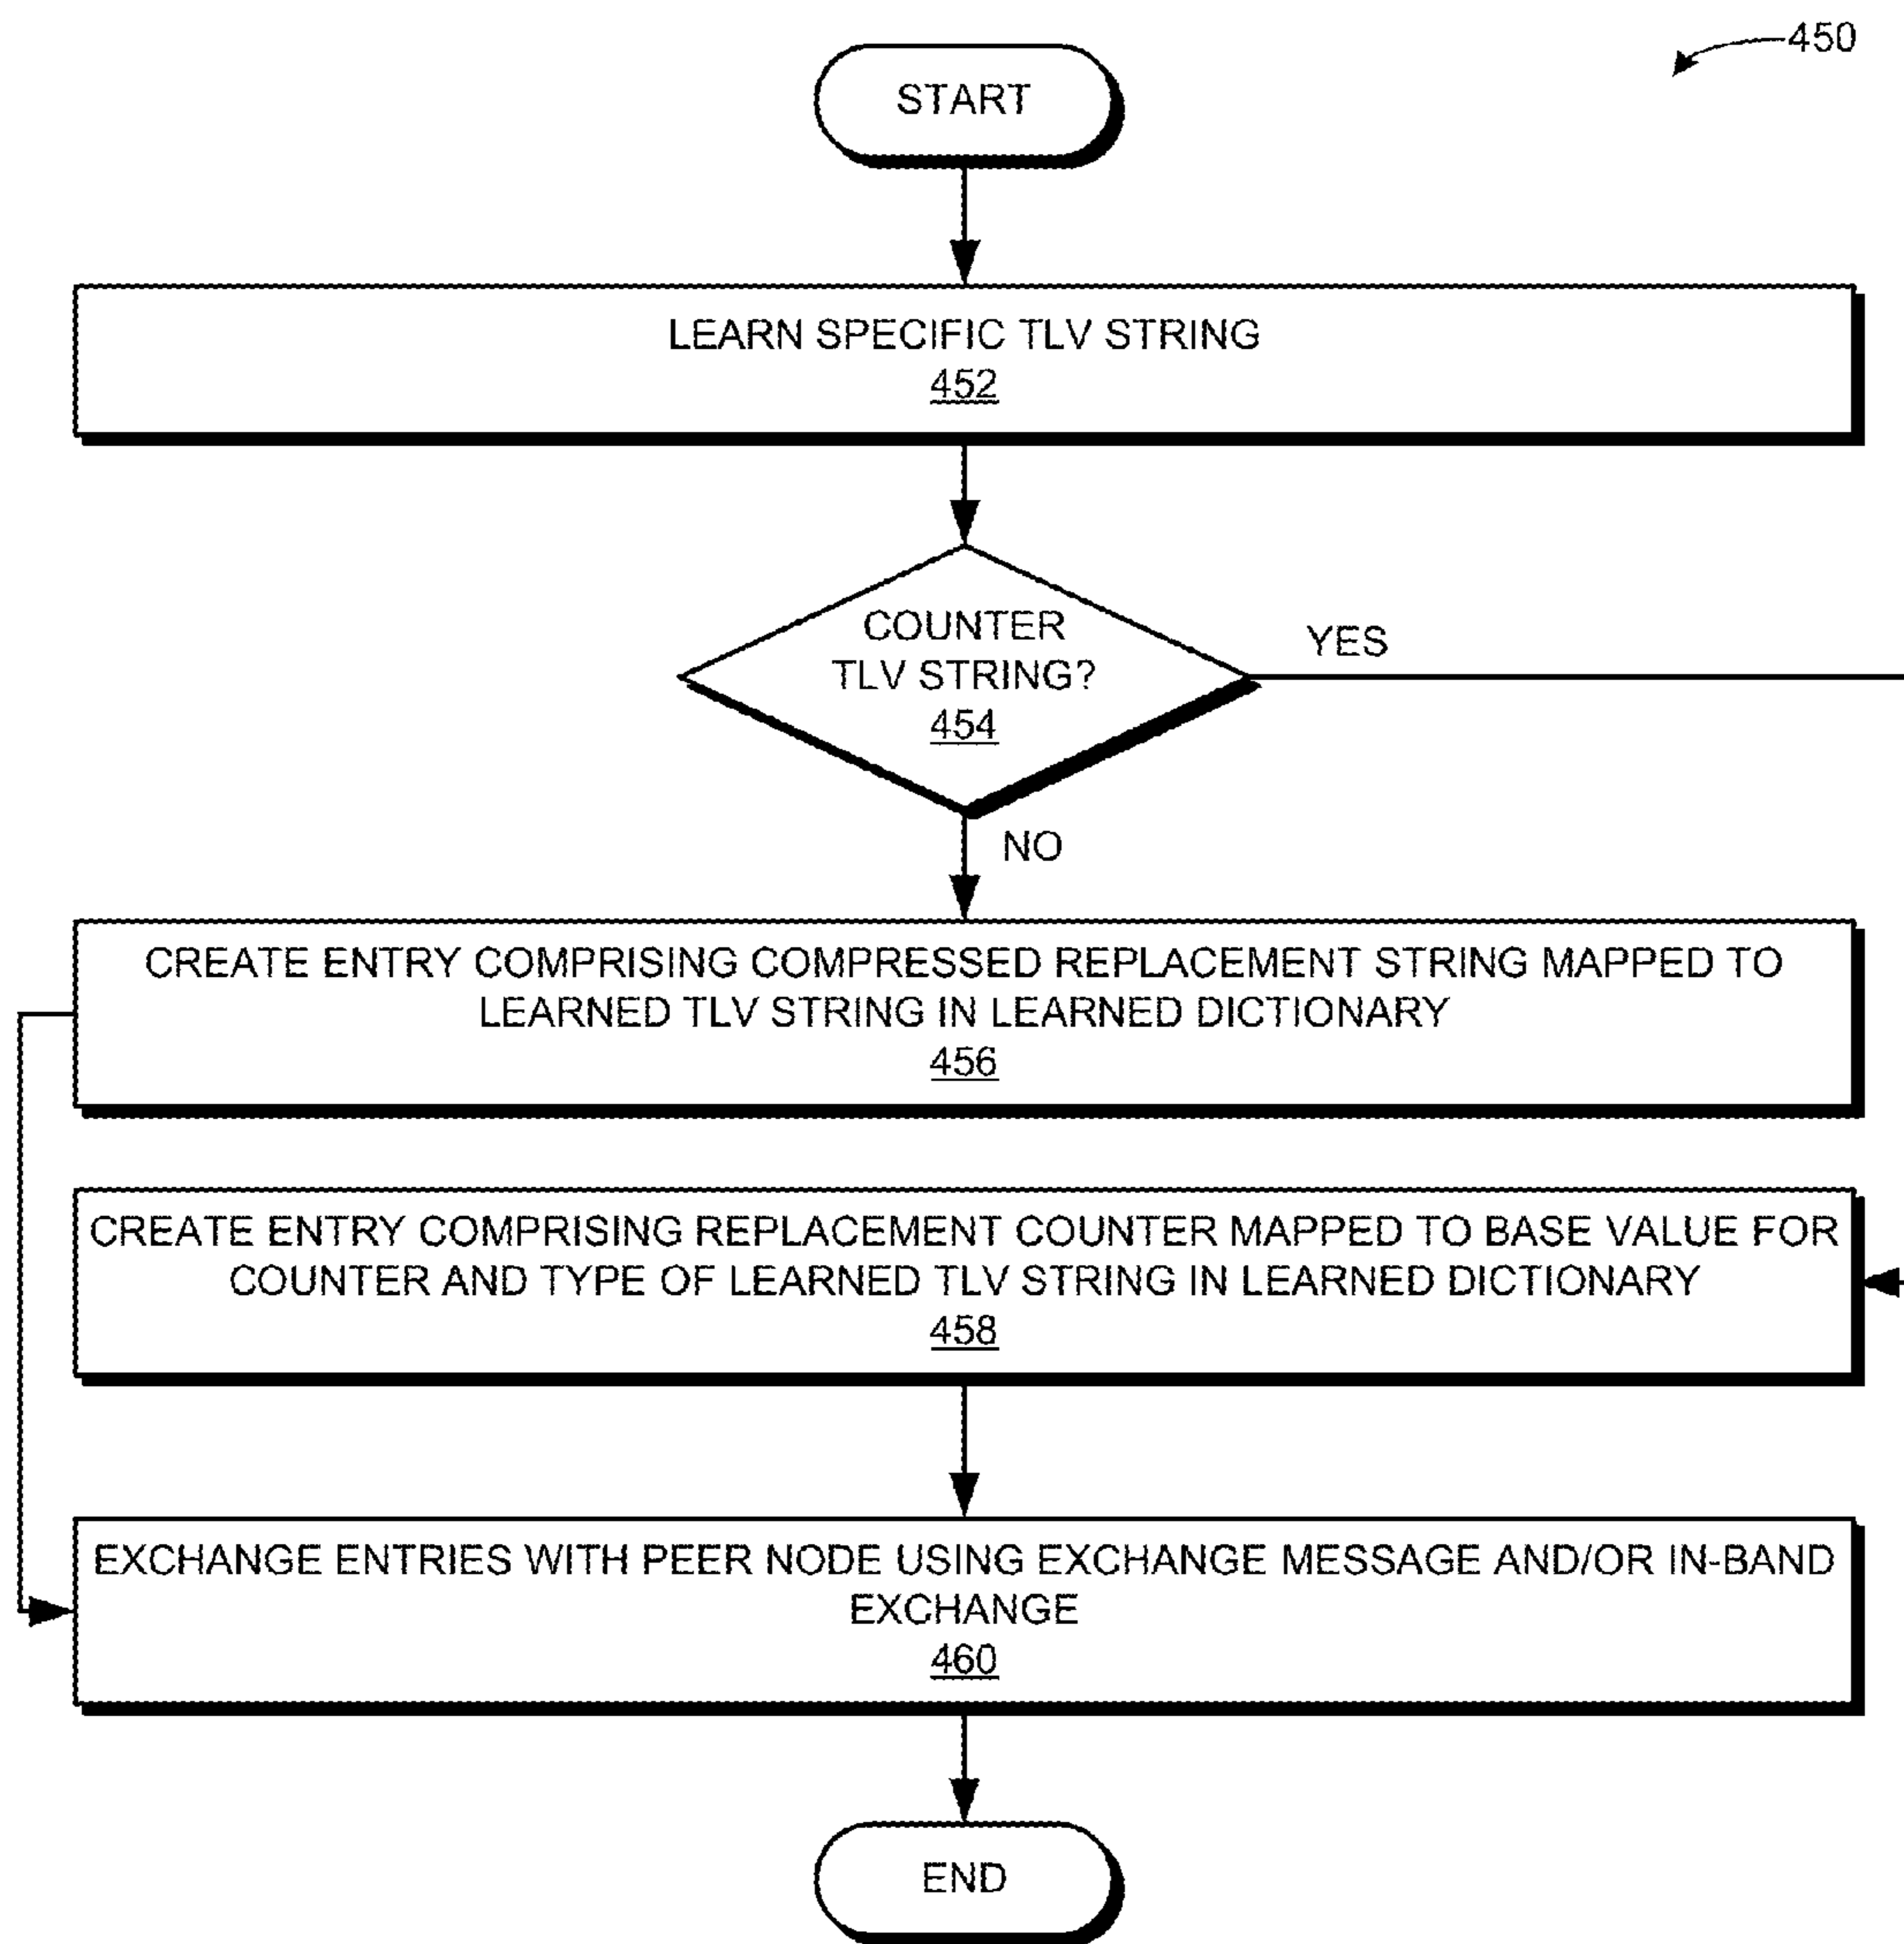 450
START
LEARN SPECIFIC TLV STRING
452
COUNTER
TLV STRING?
454
YES
NO
CREATE ENTRY COMPRISING COMPRESSED REPLACEMENT STRING MAPPED TO
LEARNED TLV STRING IN LEARNED DICTIONARY
456
CREATE ENTRY COMPRISING REPLACEMENT COUNTER MAPPED TO BASE VALUE FOR
COUNTER AND TYPE OF LEARNED TLV STRING IN LEARNED DICTIONARY
458
EXCHANGE ENTRIES WITH PEER NODE USING EXCHANGE MESSAGE AND/OR IN-BAND
EXCHANGE
460
END